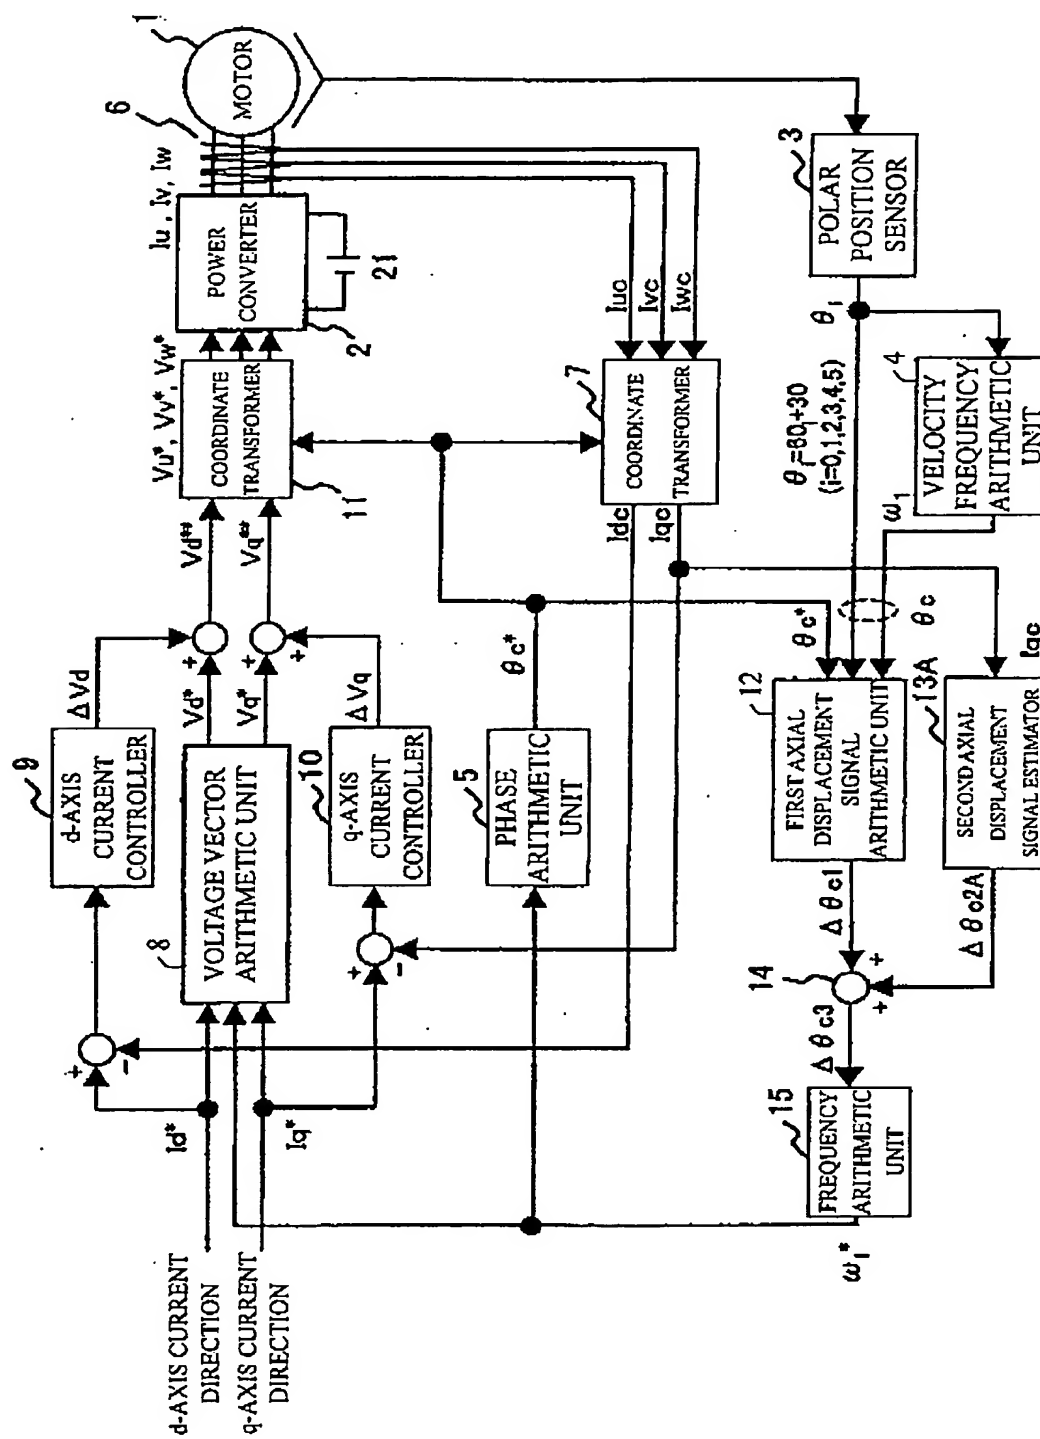 1
MOTOR
6
Iu , Iv, Iw
POWER
CONVERTER
21
2
Vu*, Vv*, Vw*
COORDINATE
TRANSFORMER
11
Vd**
Vq**
+
+
+
+
ΔVd
Vd*
Vq*
ΔVq
9
d-AXIS
CURRENT
CONTROLLER
8
VOLTAGE VECTOR
ARITHMETIC UNIT
10
q-AXIS
CURRENT
CONTROLLER
+
-
+
-
Id*
Iq*
d-AXIS CURRENT
DIRECTION
q-AXIS CURRENT
DIRECTION
5
PHASE
ARITHMETIC
UNIT
θc*
Iuc
Ivc
Iwc
7
COORDINATE
TRANSFORMER
Idc
Iqc
3
POLAR
POSITION
SENSOR
θi
θi=60i+30
(i=0,1,2,3,4,5)
4
VELOCITY
FREQUENCY
ARITHMETIC
UNIT
ω1
θc*
θc
12
FIRST AXIAL
DISPLACEMENT
SIGNAL
ARITHMETIC UNIT
Iqc
13A
SECOND AXIAL
DISPLACEMENT
SIGNAL ESTIMATOR
Δθc1
Δθc2A
14
+
+
Δθc3
15
FREQUENCY
ARITHMETIC
UNIT
ω1*